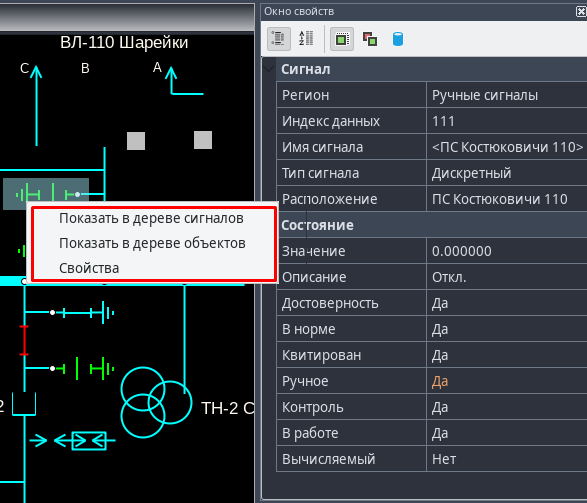 ВЛ-110 Шарейки
С В А
Показать в дереве сигналов
Показать в дереве объектов
Свойства
2
ТН-2 С
Окно свойств
Сигнал
Регион Ручные сигналы
Индекс данных 111
Имя сигнала <ПС Костюковичи 110>
Тип сигнала Дискретный
Расположение ПС Костюковичи 110
Состояние
Значение 0.000000
Описание Откл.
Достоверность Да
В норме Да
Квитирован Да
Ручное Да
Контроль Да
В работе Да
Вычисляемый Нет